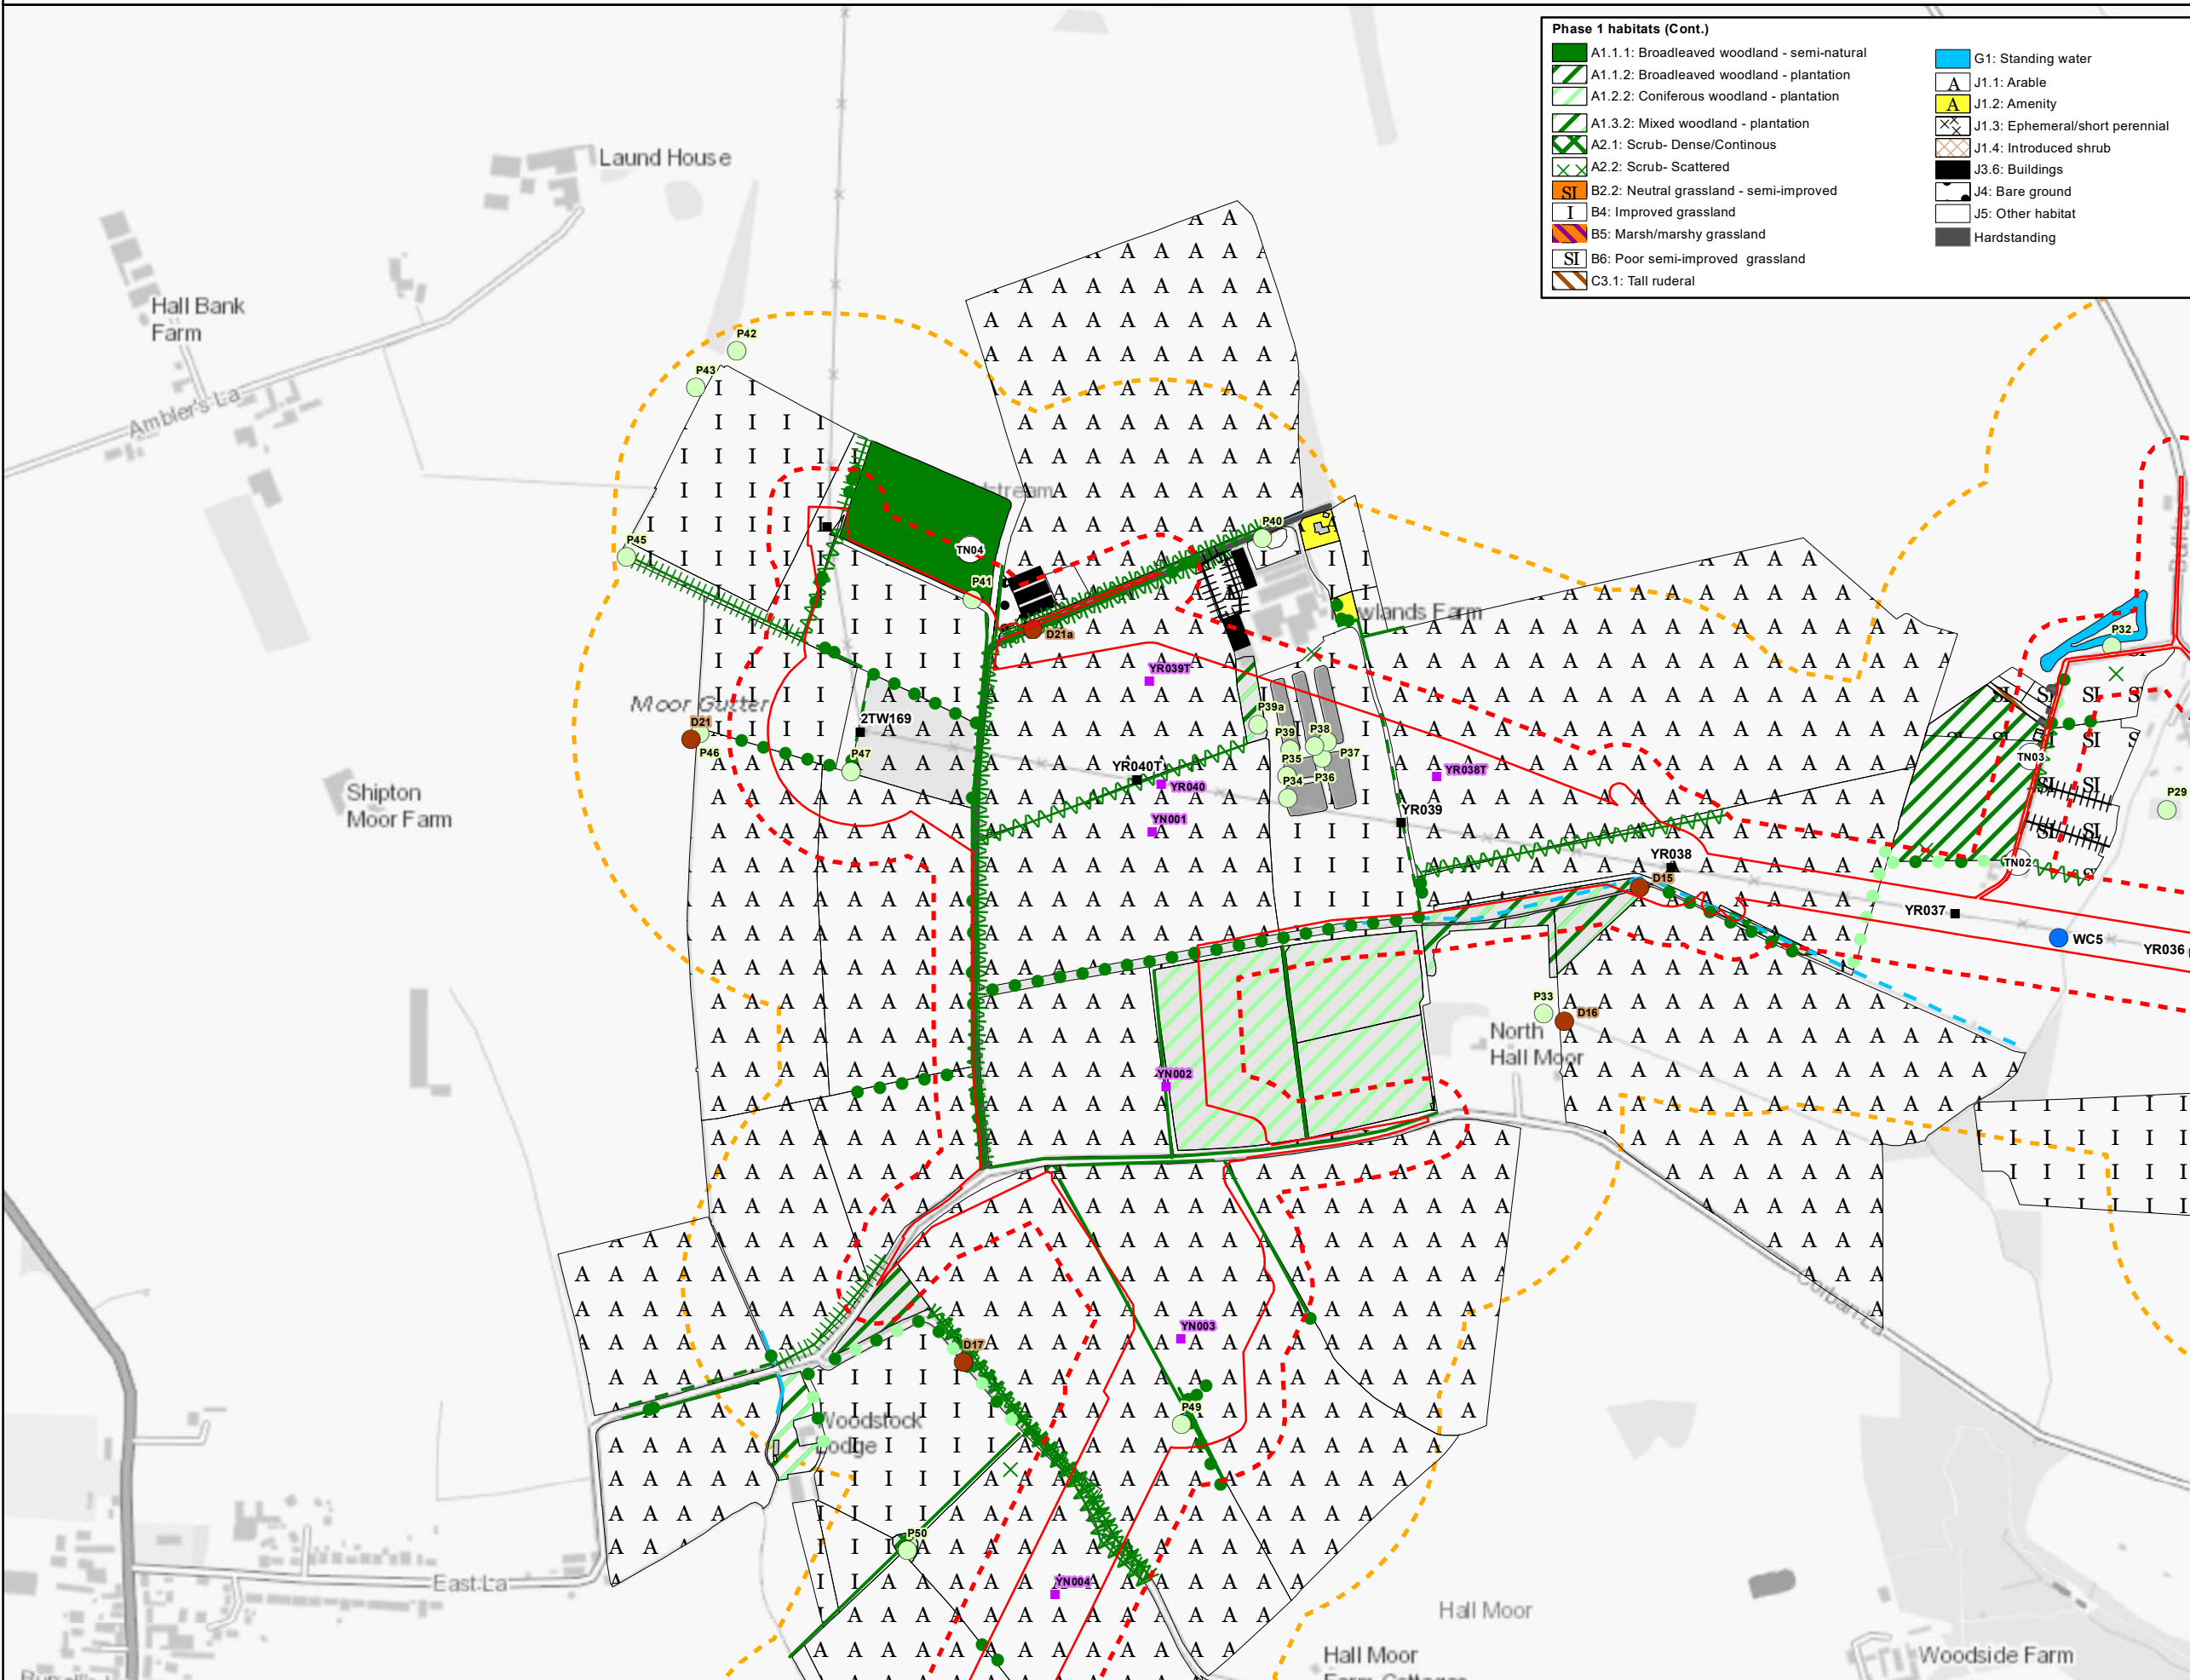 Phase 1 habitats (Cont.)
A1.1.1: Broadleaved woodland - semi-natural
A1.1.2: Broadleaved woodland - plantation
A1.2.2: Coniferous woodland - plantation
A1.3.2: Mixed woodland - plantation
A2.1: Scrub- Dense/Continous
A2.2: Scrub- Scattered
SI B2.2: Neutral grassland - semi-improved
I B4: Improved grassland
B5: Marsh/marshy grassland
SI B6: Poor semi-improved grassland
C3.1: Tall ruderal
G1: Standing water
A J1.1: Arable
A J1.2: Amenity
J1.3: Ephemeral/short perennial
J1.4: Introduced shrub
J3.6: Buildings
J4: Bare ground
J5: Other habitat
Hardstanding
Laund House
Hall Bank
Farm
Ambler's La
P42
P43
P45
TN04
P41
P40
D21a
P32
YR039T
Moor Gutter
D21
P46
2TW169
P47
P39a
P39
P38
P37
P35
P36
P34
YR040T
YR040
YN001
YR038T
YR039
TN03
P29
Shipton
Moor Farm
YR038
D15
TN02
YR037
WC5
YR036
P33
D16
North
Hall Moor
YN002
YN003
D17
P49
Woodstock
Lodge
P50
YN004
East La
Hall Moor
Hall Moor
Woodside Farm